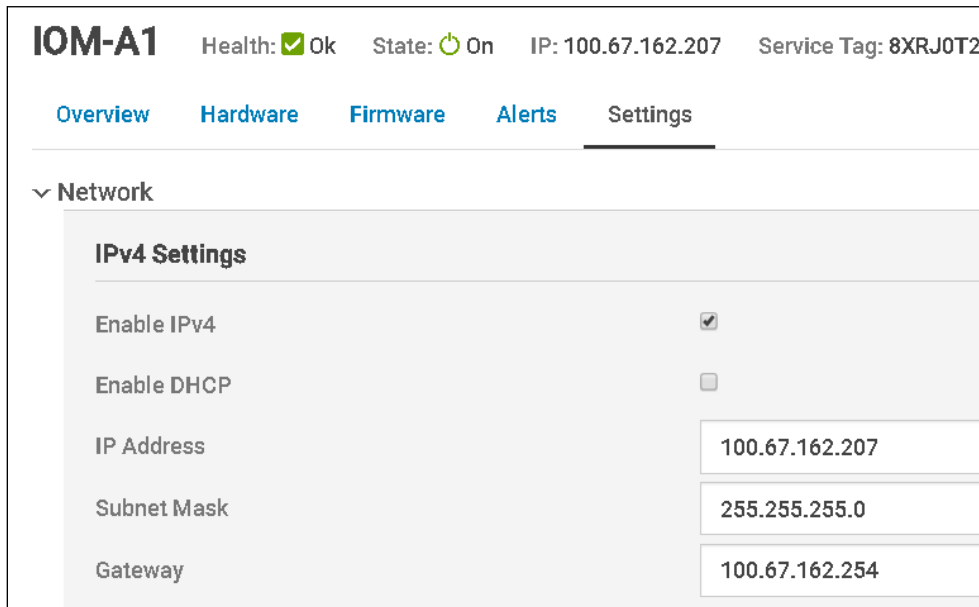 IOM-A1 Health: Ok State: On IP: 100.67.162.207 Service Tag: 8XRJ0T2
Overview Hardware Firmware Alerts Settings
Network
IPv4 Settings
Enable IPv4
Enable DHCP
IP Address 100.67.162.207
Subnet Mask 255.255.255.0
Gateway 100.67.162.254